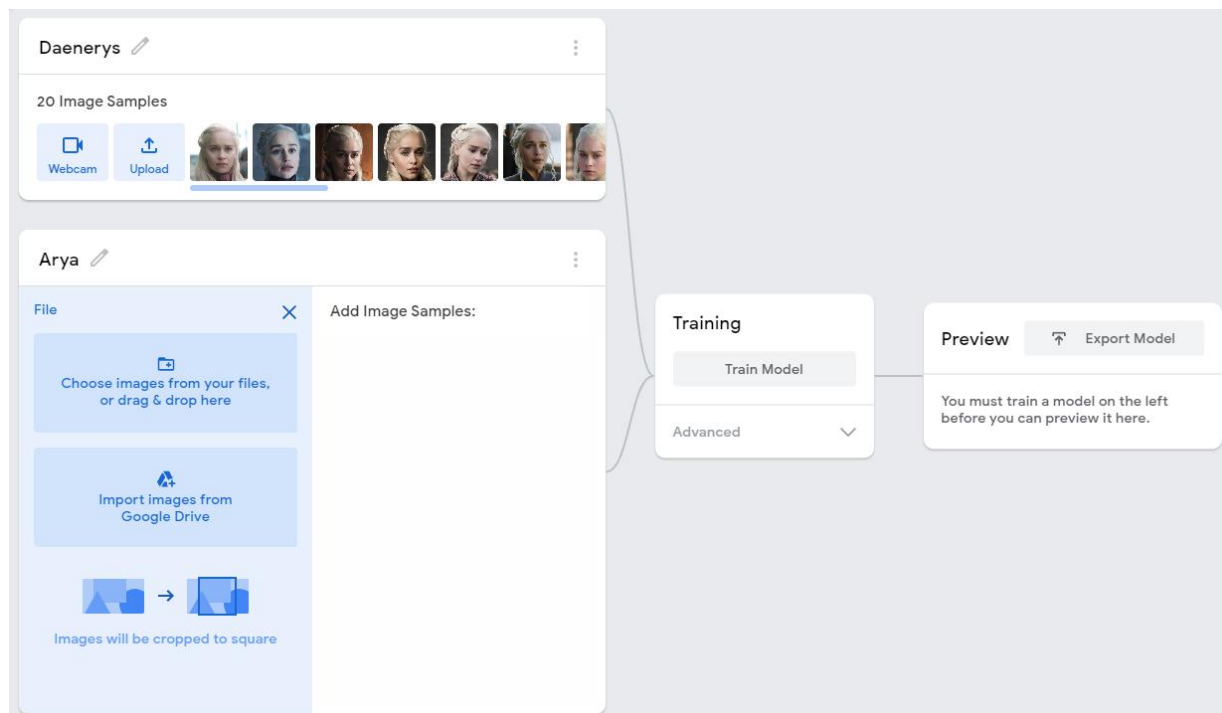 Daenerys
20 Image Samples
Webcam
Upload
Arya
File
Choose images from your files,
or drag & drop here
Import images from
Google Drive
Images will be cropped to square
Add Image Samples:
Training
Train Model
Advanced
Preview
Export Model
You must train a model on the left
before you can preview it here.